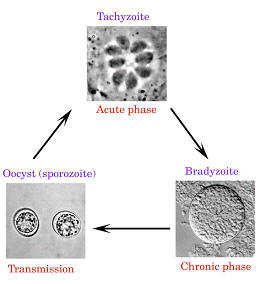 Tachyzoite
Acute phase
Oocyst (sporozoite)
Bradyzoite
Transmission
Chronic phase